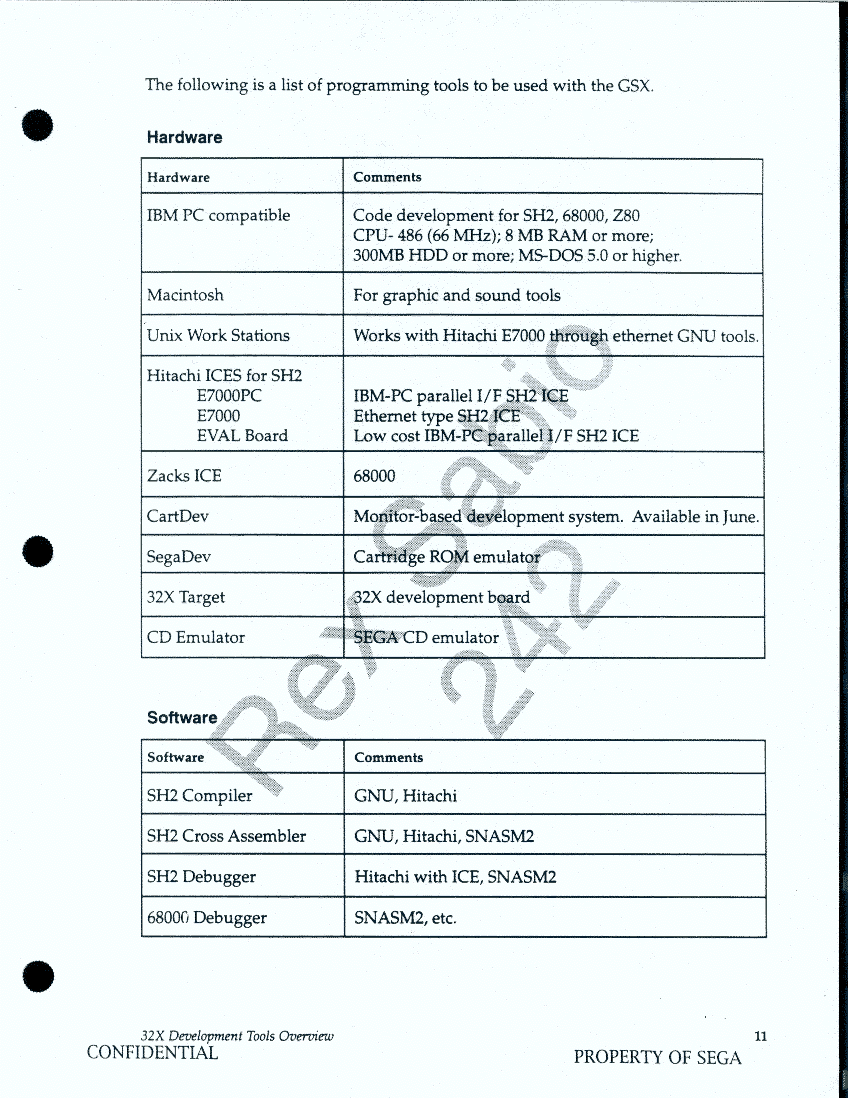 The following is a list of programming tools to be used with the GSX.
Hardware
Hardware Comments
IBM PC compatible Code development for SH2, 68000, Z80
CPU- 486 (66 MHz); 8 MB RAM or more;
300MB HDD or more; MS-DOS 5.0 or higher.
Macintosh For graphic and sound tools
Unix Work Stations Works with Hitachi E7000 through ethernet GNU tools.
Hitachi ICES for SH2
E7000PC IBM-PC parallel I/F SH2 ICE
E7000 Ethernet type SH2 ICE
EVAL Board Low cost IBM-PC parallel I/F SH2 ICE
Zacks ICE 68000
CartDev Monitor-based development system. Available in June.
SegaDev Cartridge ROM emulator
32X Target 32X development board
CD Emulator SEGA CD emulator
Rex Sabio
242
Software
Software Comments
SH2 Compiler GNU, Hitachi
SH2 Cross Assembler GNU, Hitachi, SNASM2
SH2 Debugger Hitachi with ICE, SNASM2
68000 Debugger SNASM2, etc.
32X Development Tools Overview 11
CONFIDENTIAL PROPERTY OF SEGA